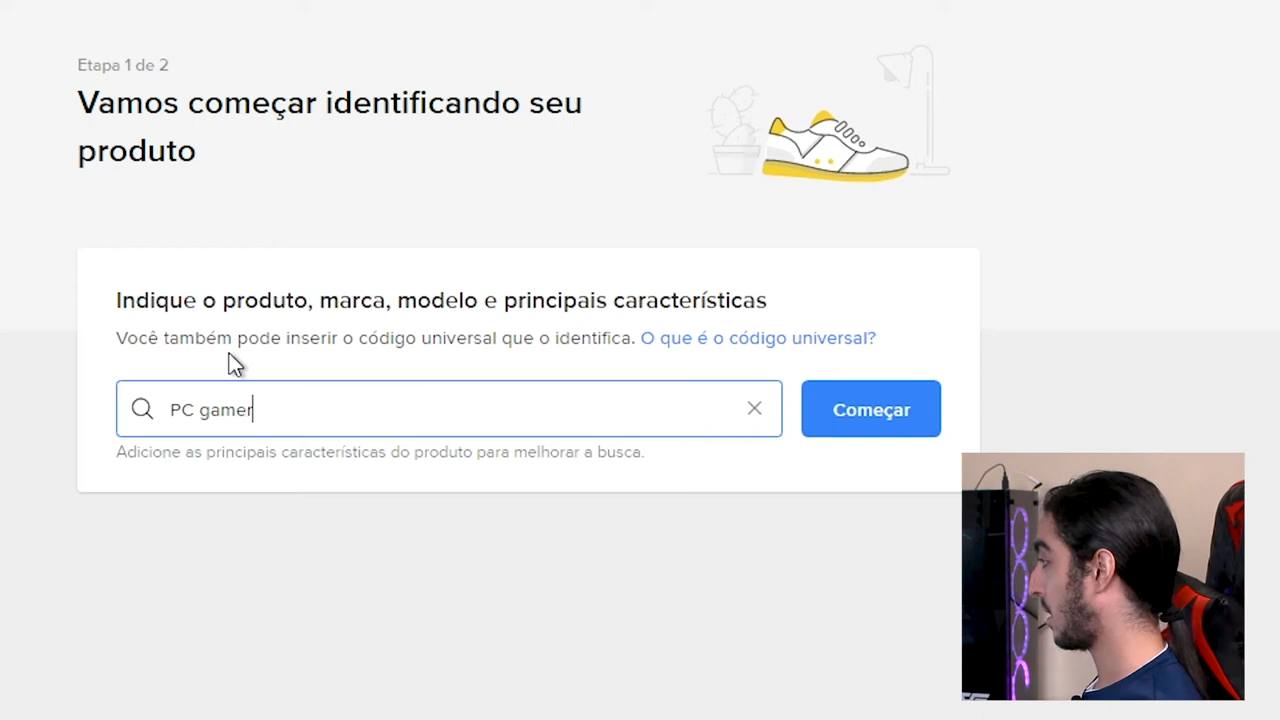 Etapa 1 de 2
Vamos começar identificando seu
produto
Indique o produto, marca, modelo e principais características
Você também pode inserir o código universal que o identifica. O que é o código universal?
PC gamer
Começar
Adicione as principais características do produto para melhorar a busca.